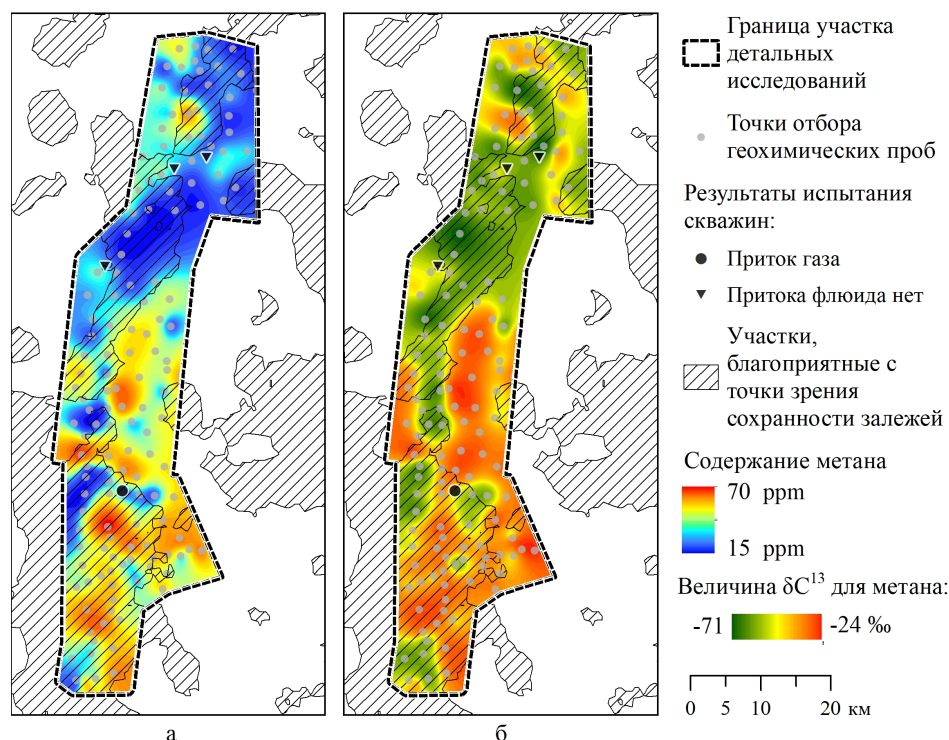 Граница участка
детальных
исследований
Точки отбора
геохимических проб
Результаты испытания
скважин:
Приток газа
Притока флюида нет
Участки,
благоприятные с
точки зрения
сохранности залежей
Содержание метана
70 ppm
15 ppm
Величина δC¹³ для метана:
-71 -24 ‰
0 5 10 20 км
а б